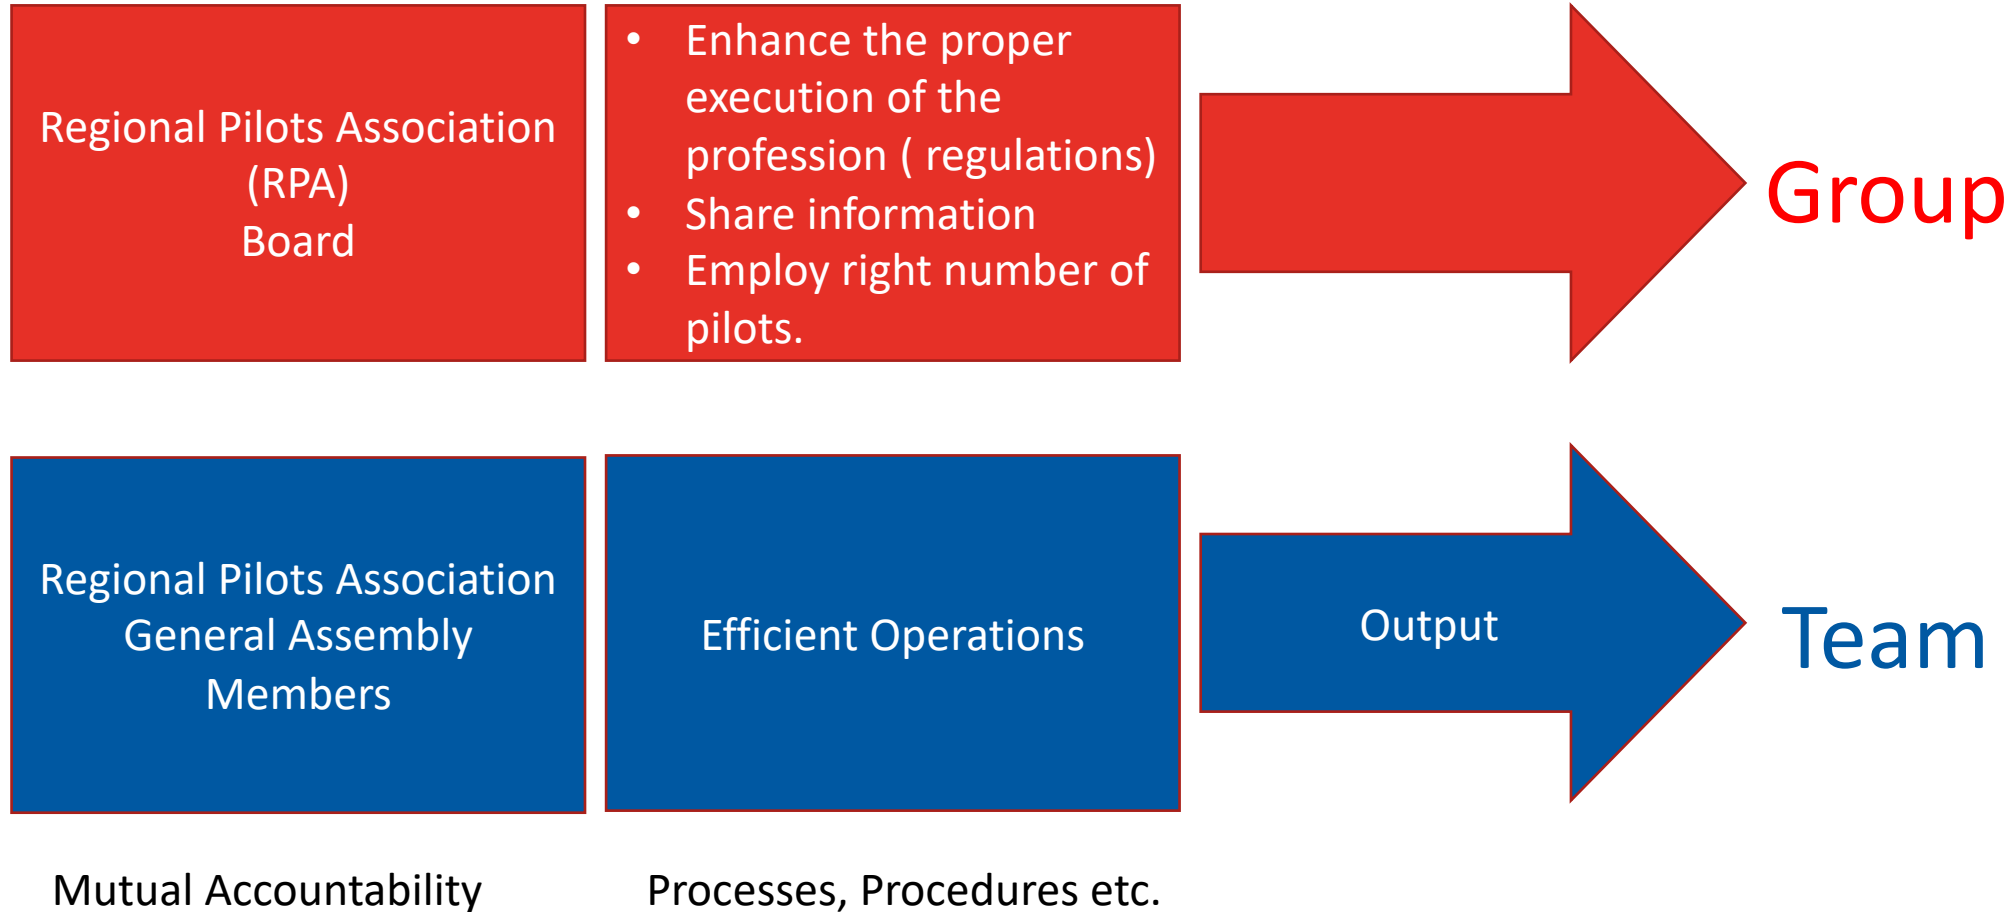 Regional Pilots Association
(RPA)
Board
• Enhance the proper
execution of the
profession ( regulations)
• Share information
• Employ right number of
pilots.
Group
Regional Pilots Association
General Assembly
Members
Efficient Operations
Output
Team
Mutual Accountability
Processes, Procedures etc.